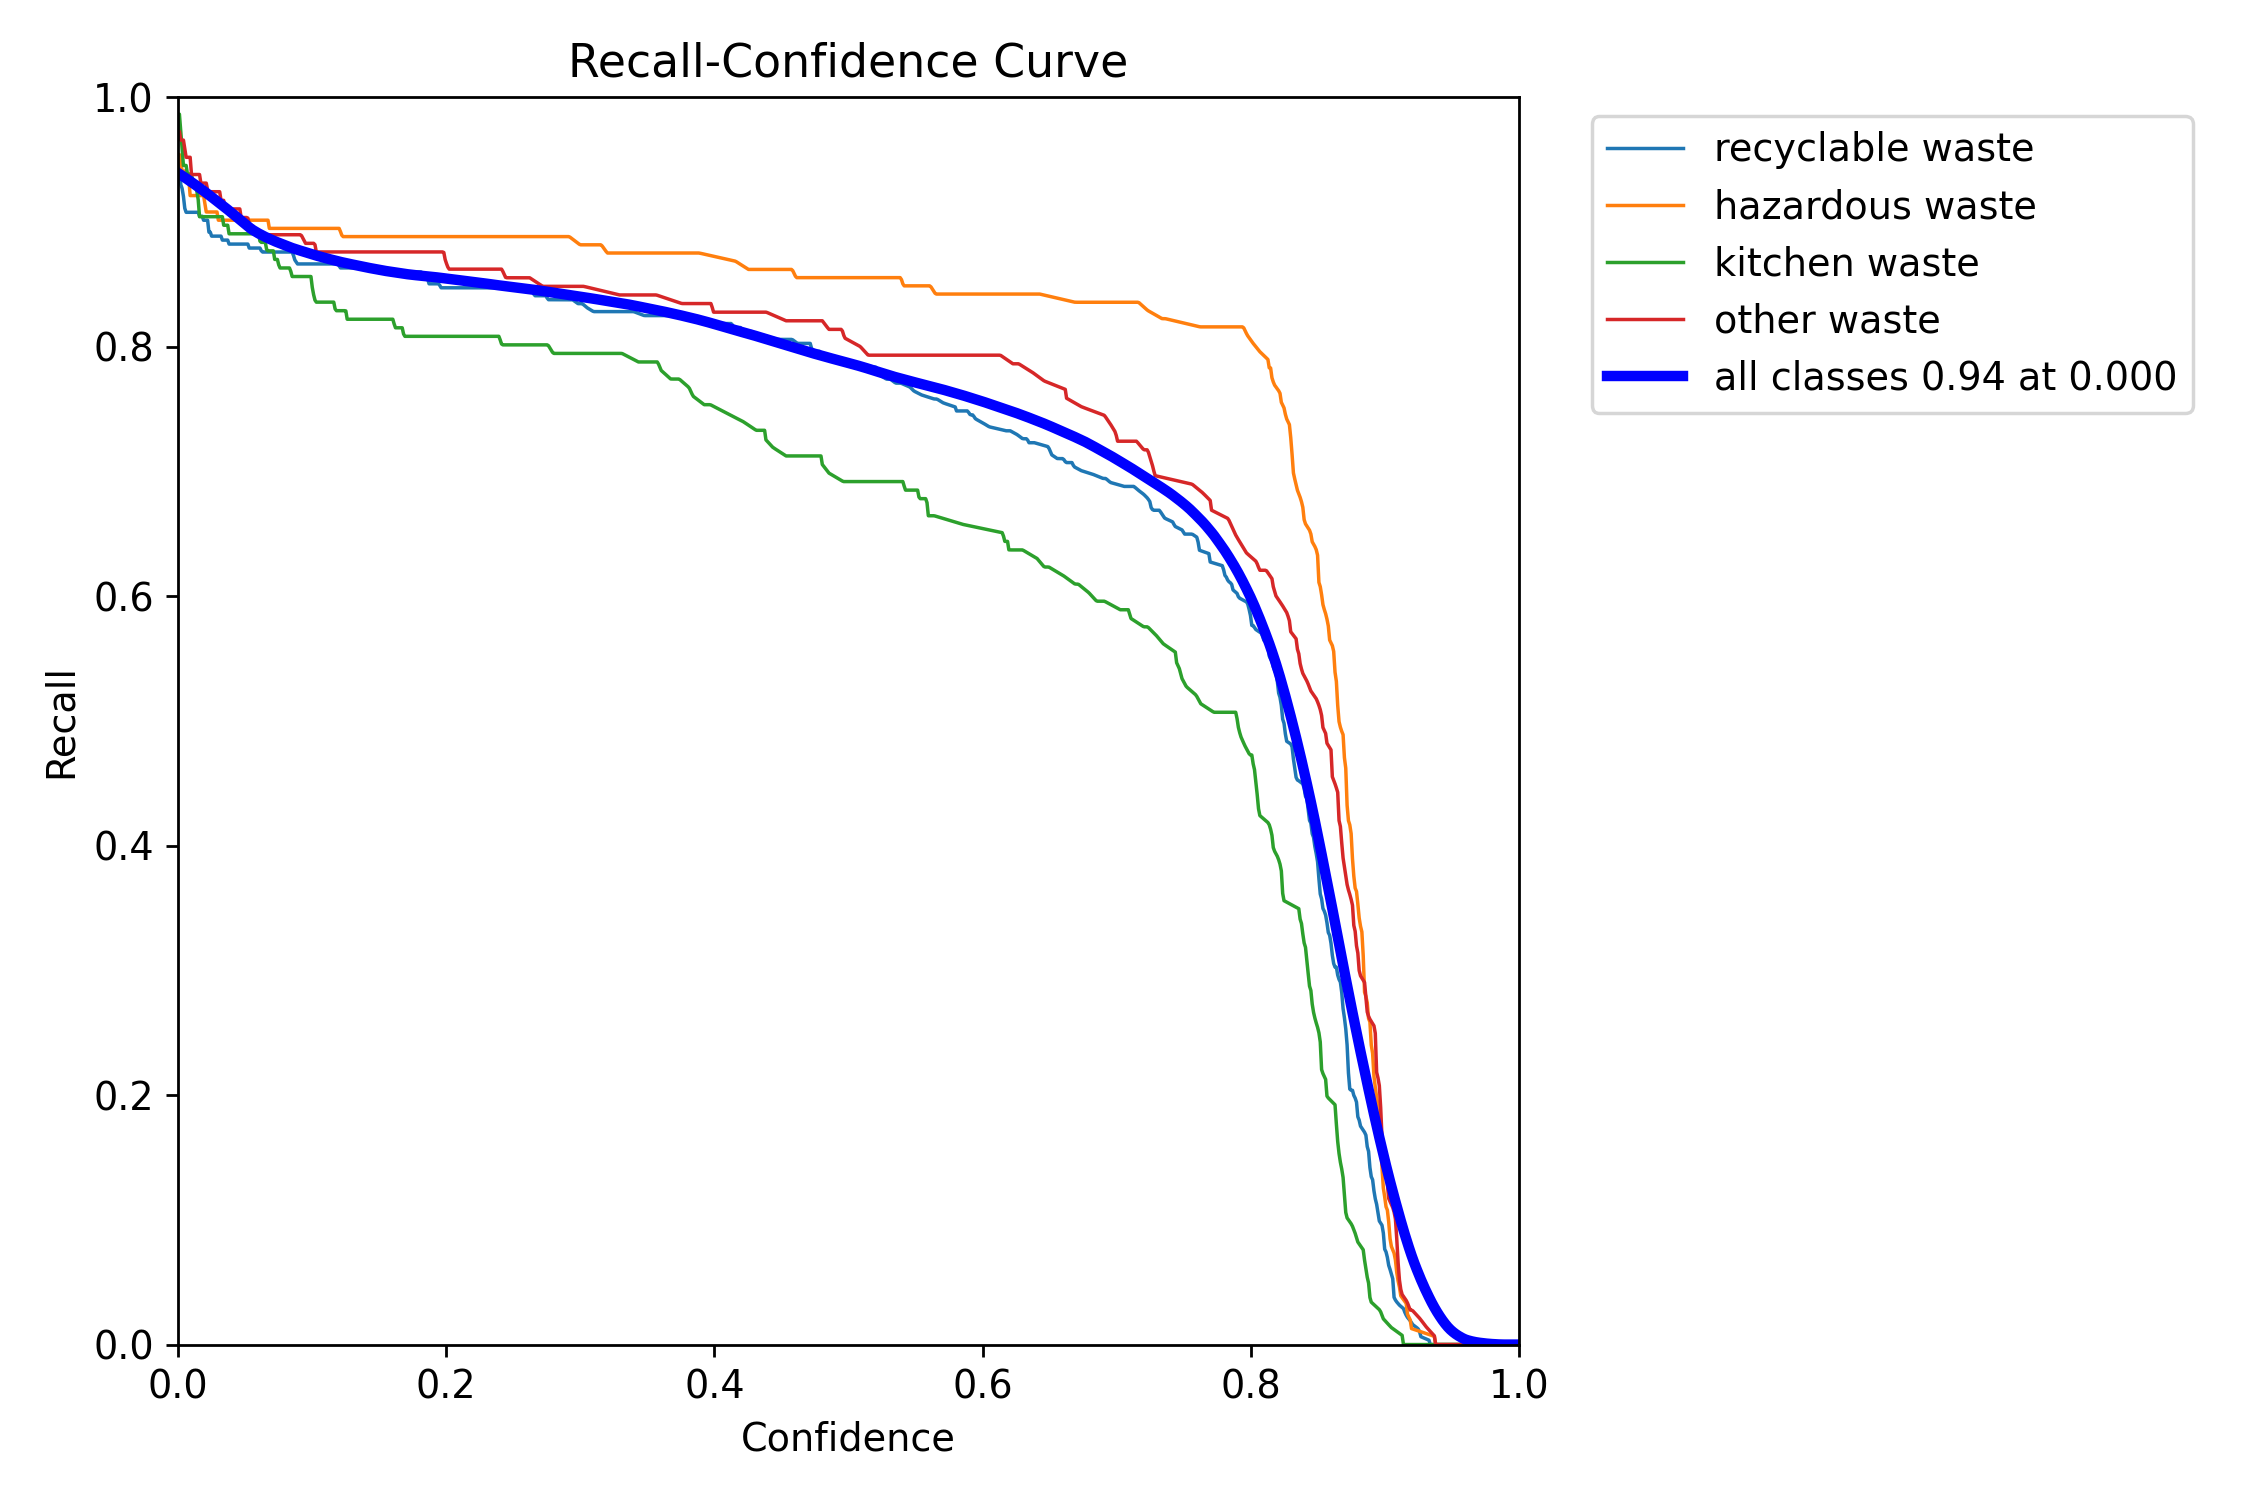 Recall-Confidence Curve
1.0
0.8
0.6
0.4
0.2
0.0
Recall
0.0 0.2 0.4 0.6 0.8 1.0
Confidence
recyclable waste
hazardous waste
kitchen waste
other waste
all classes 0.94 at 0.000